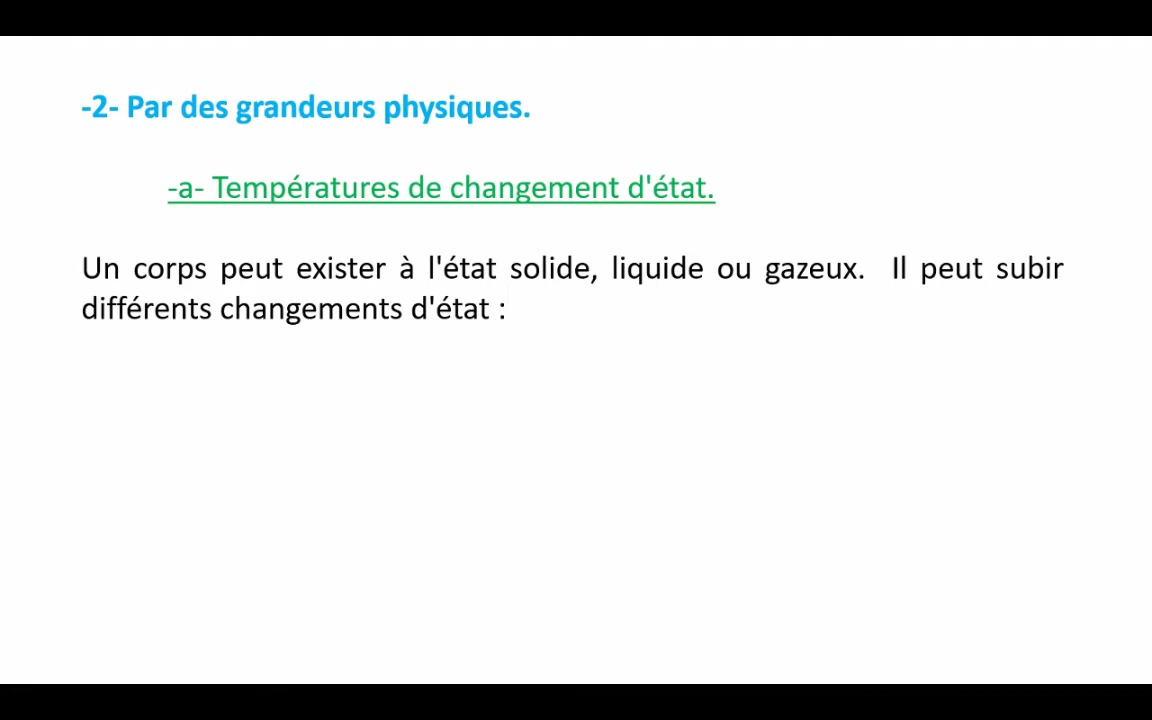 -2- Par des grandeurs physiques.
-a- Températures de changement d'état.
Un corps peut exister à l'état solide, liquide ou gazeux. Il peut subir
différents changements d'état :